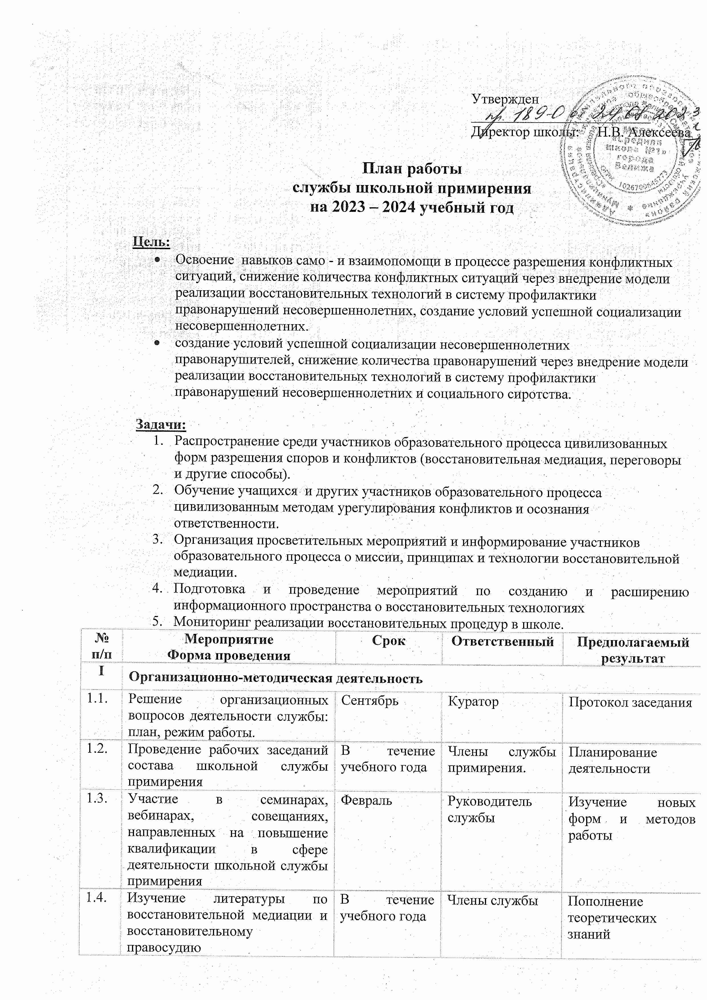 Утвержден
пр. 189-О от 29.08.2023
Директор школы: Н.В. Алексеева
школа №1
города
Велижа
План работы
службы школьной примирения
на 2023 – 2024 учебный год
Цель:
• Освоение навыков само - и взаимопомощи в процессе разрешения конфликтных
ситуаций, снижение количества конфликтных ситуаций через внедрение модели
реализации восстановительных технологий в систему профилактики
правонарушений несовершеннолетних, создание условий успешной социализации
несовершеннолетних.
• создание условий успешной социализации несовершеннолетних
правонарушителей, снижение количества правонарушений через внедрение модели
реализации восстановительных технологий в систему профилактики
правонарушений несовершеннолетних и социального сиротства.
Задачи:
1. Распространение среди участников образовательного процесса цивилизованных
форм разрешения споров и конфликтов (восстановительная медиация, переговоры
и другие способы).
2. Обучение учащихся и других участников образовательного процесса
цивилизованным методам урегулирования конфликтов и осознания
ответственности.
3. Организация просветительных мероприятий и информирование участников
образовательного процесса о миссии, принципах и технологии восстановительной
медиации.
4. Подготовка и проведение мероприятий по созданию и расширению
информационного пространства о восстановительных технологиях
5. Мониторинг реализации восстановительных процедур в школе.
№ Мероприятие Срок Ответственный Предполагаемый
п/п Форма проведения результат
I Организационно-методическая деятельность
1.1. Решение организационных Сентябрь Куратор Протокол заседания
вопросов деятельности службы:
план, режим работы.
1.2. Проведение рабочих заседаний В течение Члены службы Планирование
состава школьной службы учебного года примирения. деятельности
примирения
1.3. Участие в семинарах, Февраль Руководитель Изучение новых
вебинарах, совещаниях, службы форм и методов
направленных на повышение работы
квалификации в сфере
деятельности школьной службы
примирения
1.4. Изучение литературы по В течение Члены службы Пополнение
восстановительной медиации и учебного года теоретических
восстановительному знаний
правосудию